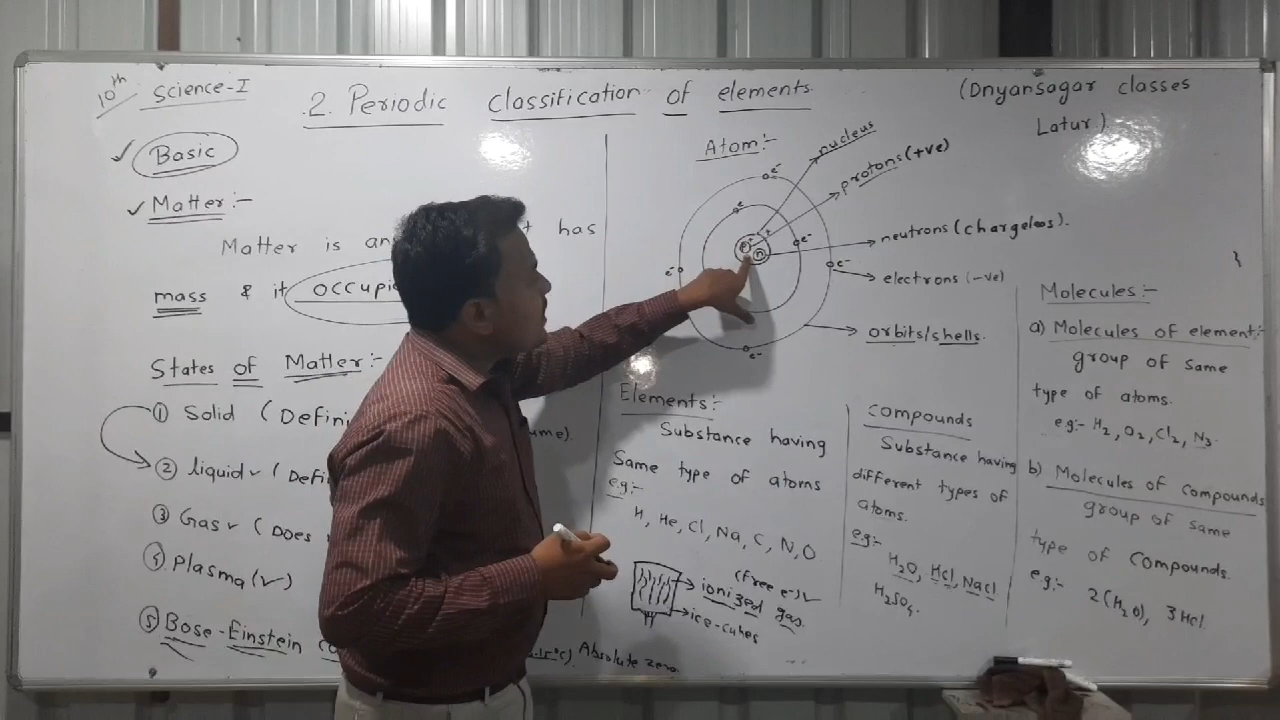 10th Science-I
2. Periodic classification of elements
(Dnyansagar classes
Latur.)
Basic
Matter:-
Matter is an
has
mass & it occupi
States of Matter:-
① Solid (Defini
ume).
② liquid (Defi
③ Gas (Does
④ Plasma (✓)
⑤ Bose-Einstein
Absolute zero.
Atom:-
nucleus
protons (+ve)
neutrons (chargeless).
electrons (-ve)
orbits/shells.
e-
e-
e
e-
e-
e-
p
n
+
Elements:-
Substance having
Same type of atoms
e.g:-
H, He, Cl, Na, C, N, O
(free e-)
ionized gas.
ice-cubes
Compounds
Substance having
different types of
atoms.
eg:-
H2O, HCl, NaCl
H2SO4.
Molecules:-
a) Molecules of element:-
group of same
type of atoms.
eg:- H2, O2, Cl2, N3.
b) Molecules of compounds
group of same
type of compounds.
e.g:- 2(H2O), 3HCl.